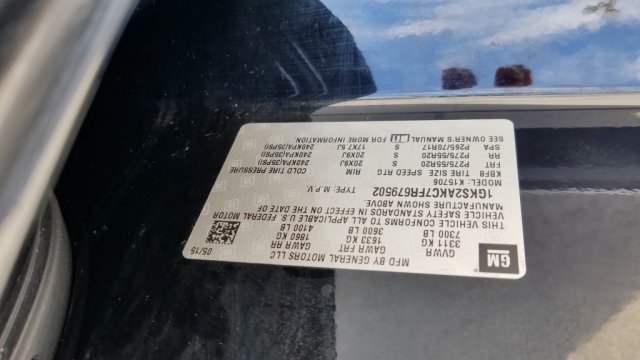 GM
MFD BY GENERAL MOTORS LLC
05/15
GVWR GAWR FRT GAWR RR
3311 KG 1633 KG 1860 KG
7300 LB 3600 LB 4100 LB
THIS VEHICLE CONFORMS TO ALL APPLICABLE U.S. FEDERAL MOTOR
VEHICLE SAFETY STANDARDS IN EFFECT ON THE DATE OF
MANUFACTURE SHOWN ABOVE.
1GKS2AKC7FR679502 TYPE: M.P.V.
MODEL: K15706
KBFB TIRE SIZE SPEED RTG RIM COLD TIRE PRESSURE
FRT P275/55R20 S 20X9J 240KPA(35PSI)
RR P275/55R20 S 20X9J 240KPA(35PSI)
SPA P265/70R17 S 17X7.5J 240KPA(35PSI)
SEE OWNER'S MANUAL FOR MORE INFORMATION.